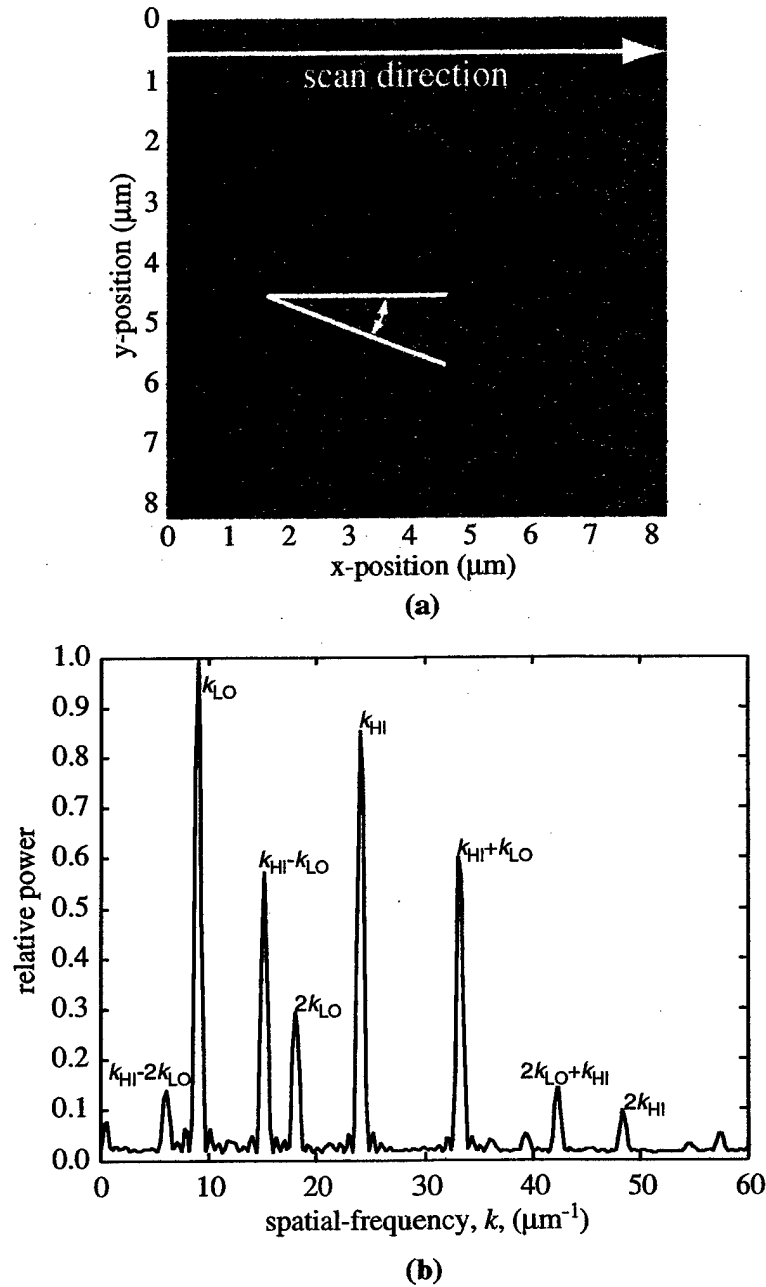 0
scan direction
1
2
3
4
5
6
7
8
y-position (µm)
0 1 2 3 4 5 6 7 8
x-position (µm)
(a)
1.0
0.9
0.8
0.7
0.6
0.5
0.4
0.3
0.2
0.1
0.0
relative power
kLO
kHI
kHI-kLO
kHI+kLO
2kLO
kHI-2kLO
2kLO+kHI
2kHI
0 10 20 30 40 50 60
spatial-frequency, k, (µm-1)
(b)